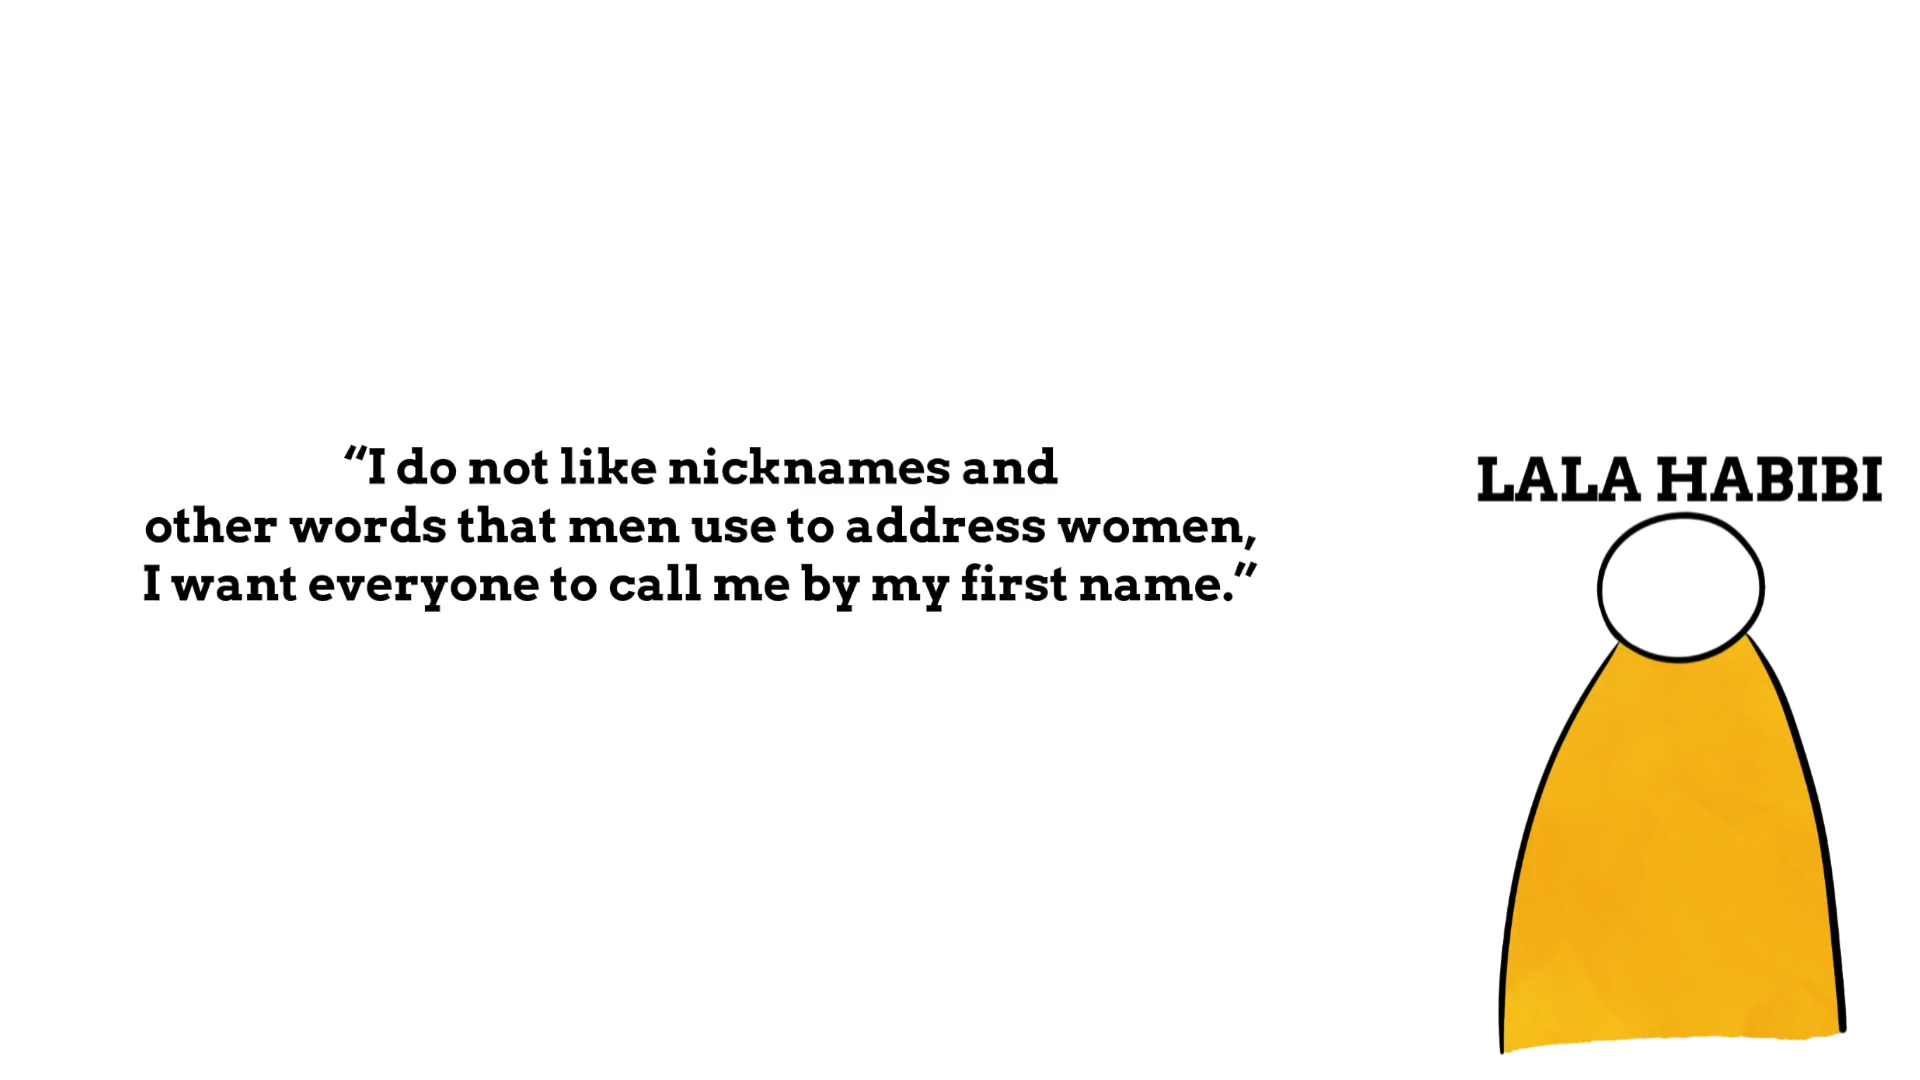 “I do not like nicknames and
other words that men use to address women,
I want everyone to call me by my first name.”
LALA HABIBI